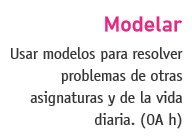 Modelar
Usar modelos para resolver
problemas de otras
asignaturas y de la vida
diaria. (OA h)